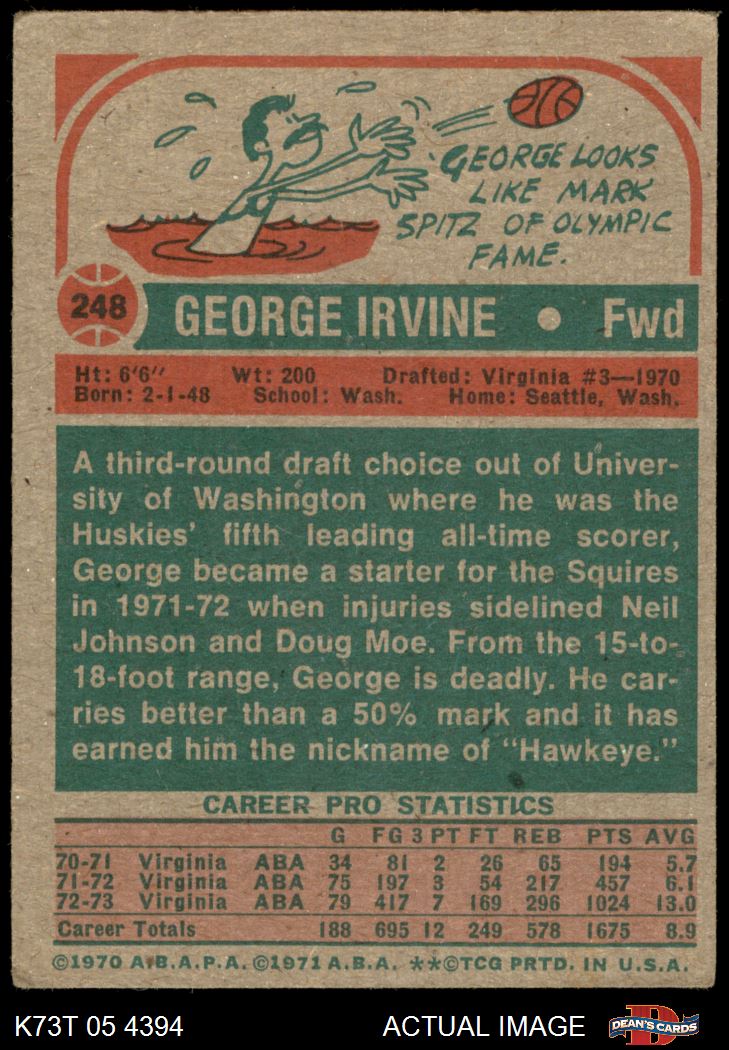 GEORGE LOOKS
LIKE MARK
SPITZ OF OLYMPIC
FAME.
248 GEORGE IRVINE • Fwd
Ht: 6'6" Wt: 200 Drafted: Virginia #3—1970
Born: 2-1-48 School: Wash. Home: Seattle, Wash.
A third-round draft choice out of Univer-
sity of Washington where he was the
Huskies' fifth leading all-time scorer,
George became a starter for the Squires
in 1971-72 when injuries sidelined Neil
Johnson and Doug Moe. From the 15-to-
18-foot range, George is deadly. He car-
ries better than a 50% mark and it has
earned him the nickname of "Hawkeye."
CAREER PRO STATISTICS
G FG 3 PT FT REB PTS AVG
70-71 Virginia ABA 34 81 2 26 65 194 5.7
71-72 Virginia ABA 75 197 3 54 217 457 6.1
72-73 Virginia ABA 79 417 7 169 296 1024 13.0
Career Totals 188 695 12 249 578 1675 8.9
©1970 A.B.A.P.A. ©1971 A.B.A. **©TCG PRTD. IN U.S.A.
K73T 05 4394 ACTUAL IMAGE DEAN'S CARDS